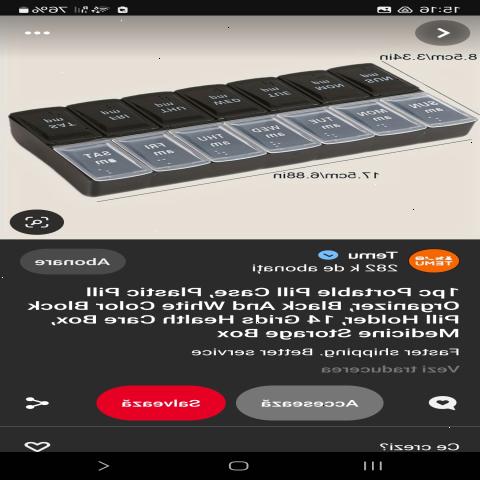 15:16 76%
8.5cm/3.34in
pm pm pm pm pm pm pm
SUN MON TUE WED THU FRI SAT
SUN MON TUE WED THU FRI SAT
am am am am am am am
17.5cm/6.88in
TEMU
Temu
282 k de abonați
Abonare
1pc Portable Pill Case, Plastic Pill
Organizer, Black And White Color Block
Pill Holder, 14 Grids Health Care Box,
Medicine Storage Box
Faster shipping. Better service
Vezi traducerea
Accesează
Salvează
Ce crezi?